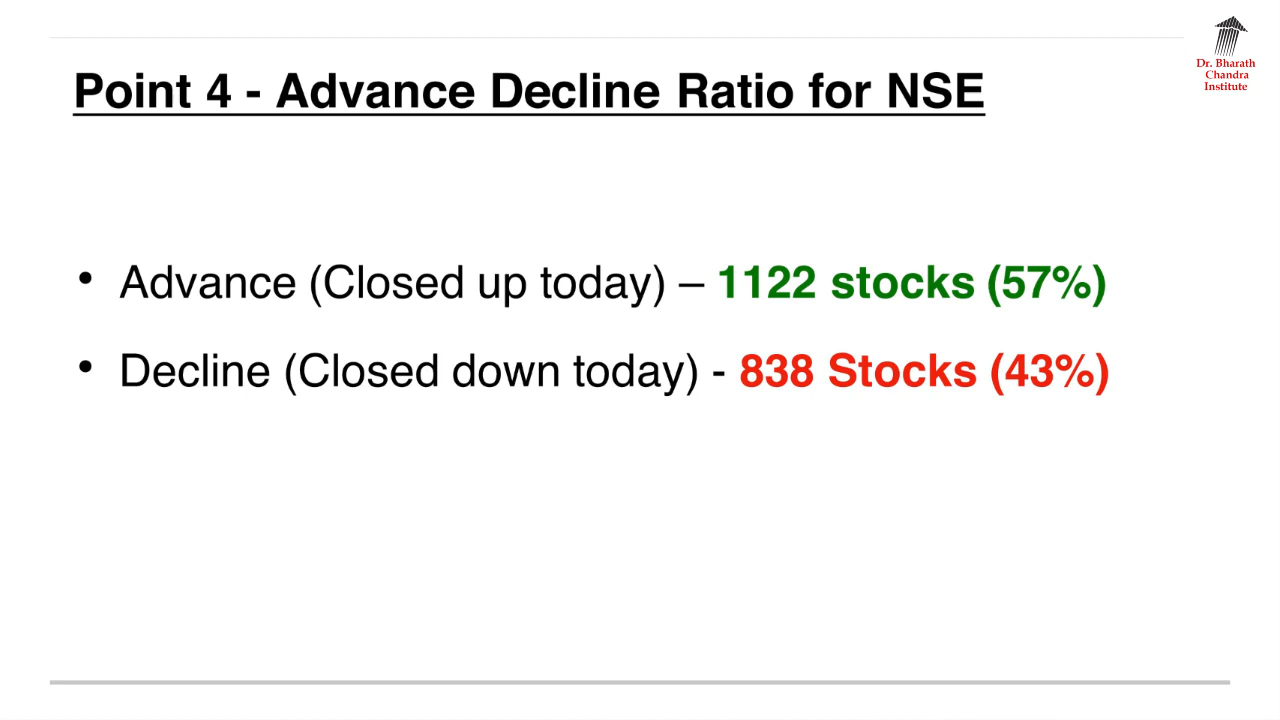 Dr. Bharath
Chandra
Institute
Point 4 - Advance Decline Ratio for NSE
• Advance (Closed up today) – 1122 stocks (57%)
• Decline (Closed down today) - 838 Stocks (43%)